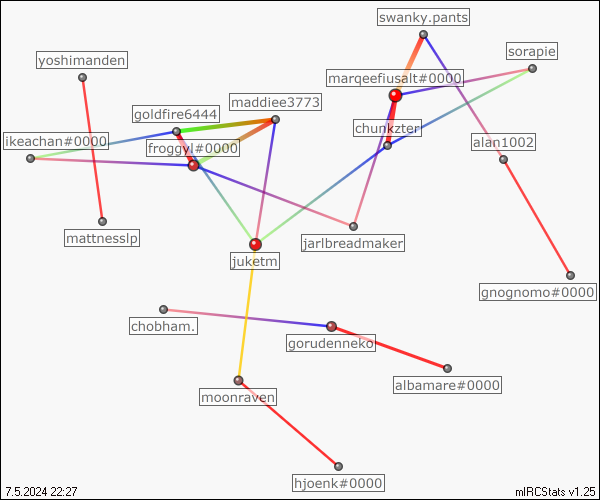 swanky.pants
sorapie
yoshimanden
marqeefiusalt#0000
maddiee3773
goldfire6444
chunkzter
ikeachan#0000
froggyl#0000
alan1002
mattnesslp
jarlbreadmaker
juketm
gnognomo#0000
chobham.
gorudenneko
albamare#0000
moonraven
hjoenk#0000
7.5.2024 22:27
mIRCStats v1.25